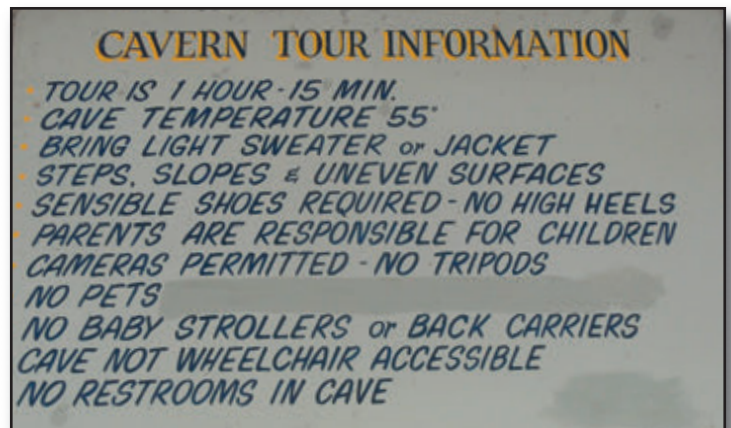 CAVERN TOUR INFORMATION
• TOUR IS 1 HOUR - 15 MIN.
• CAVE TEMPERATURE 55°
• BRING LIGHT SWEATER or JACKET
• STEPS, SLOPES & UNEVEN SURFACES
• SENSIBLE SHOES REQUIRED - NO HIGH HEELS
• PARENTS ARE RESPONSIBLE FOR CHILDREN
• CAMERAS PERMITTED - NO TRIPODS
NO PETS
NO BABY STROLLERS or BACK CARRIERS
CAVE NOT WHEELCHAIR ACCESSIBLE
NO RESTROOMS IN CAVE